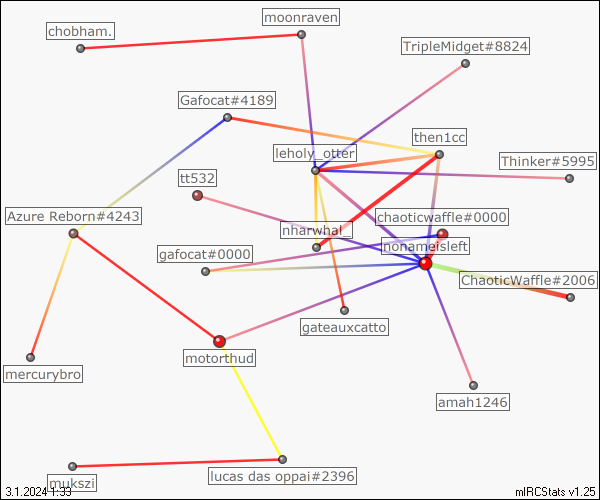 moonraven
chobham.
TripleMidget#8824
Gafocat#4189
then1cc
leholy_otter
Thinker#5995
tt532
Azure Reborn#4243
chaoticwaffle#0000
nharwhal_
nonameisleft
gafocat#0000
ChaoticWaffle#2006
gateauxcatto
motorthud
mercurybro
amah1246
lucas das oppai#2396
mukszi
3.1.2024 1:33
mIRCStats v1.25